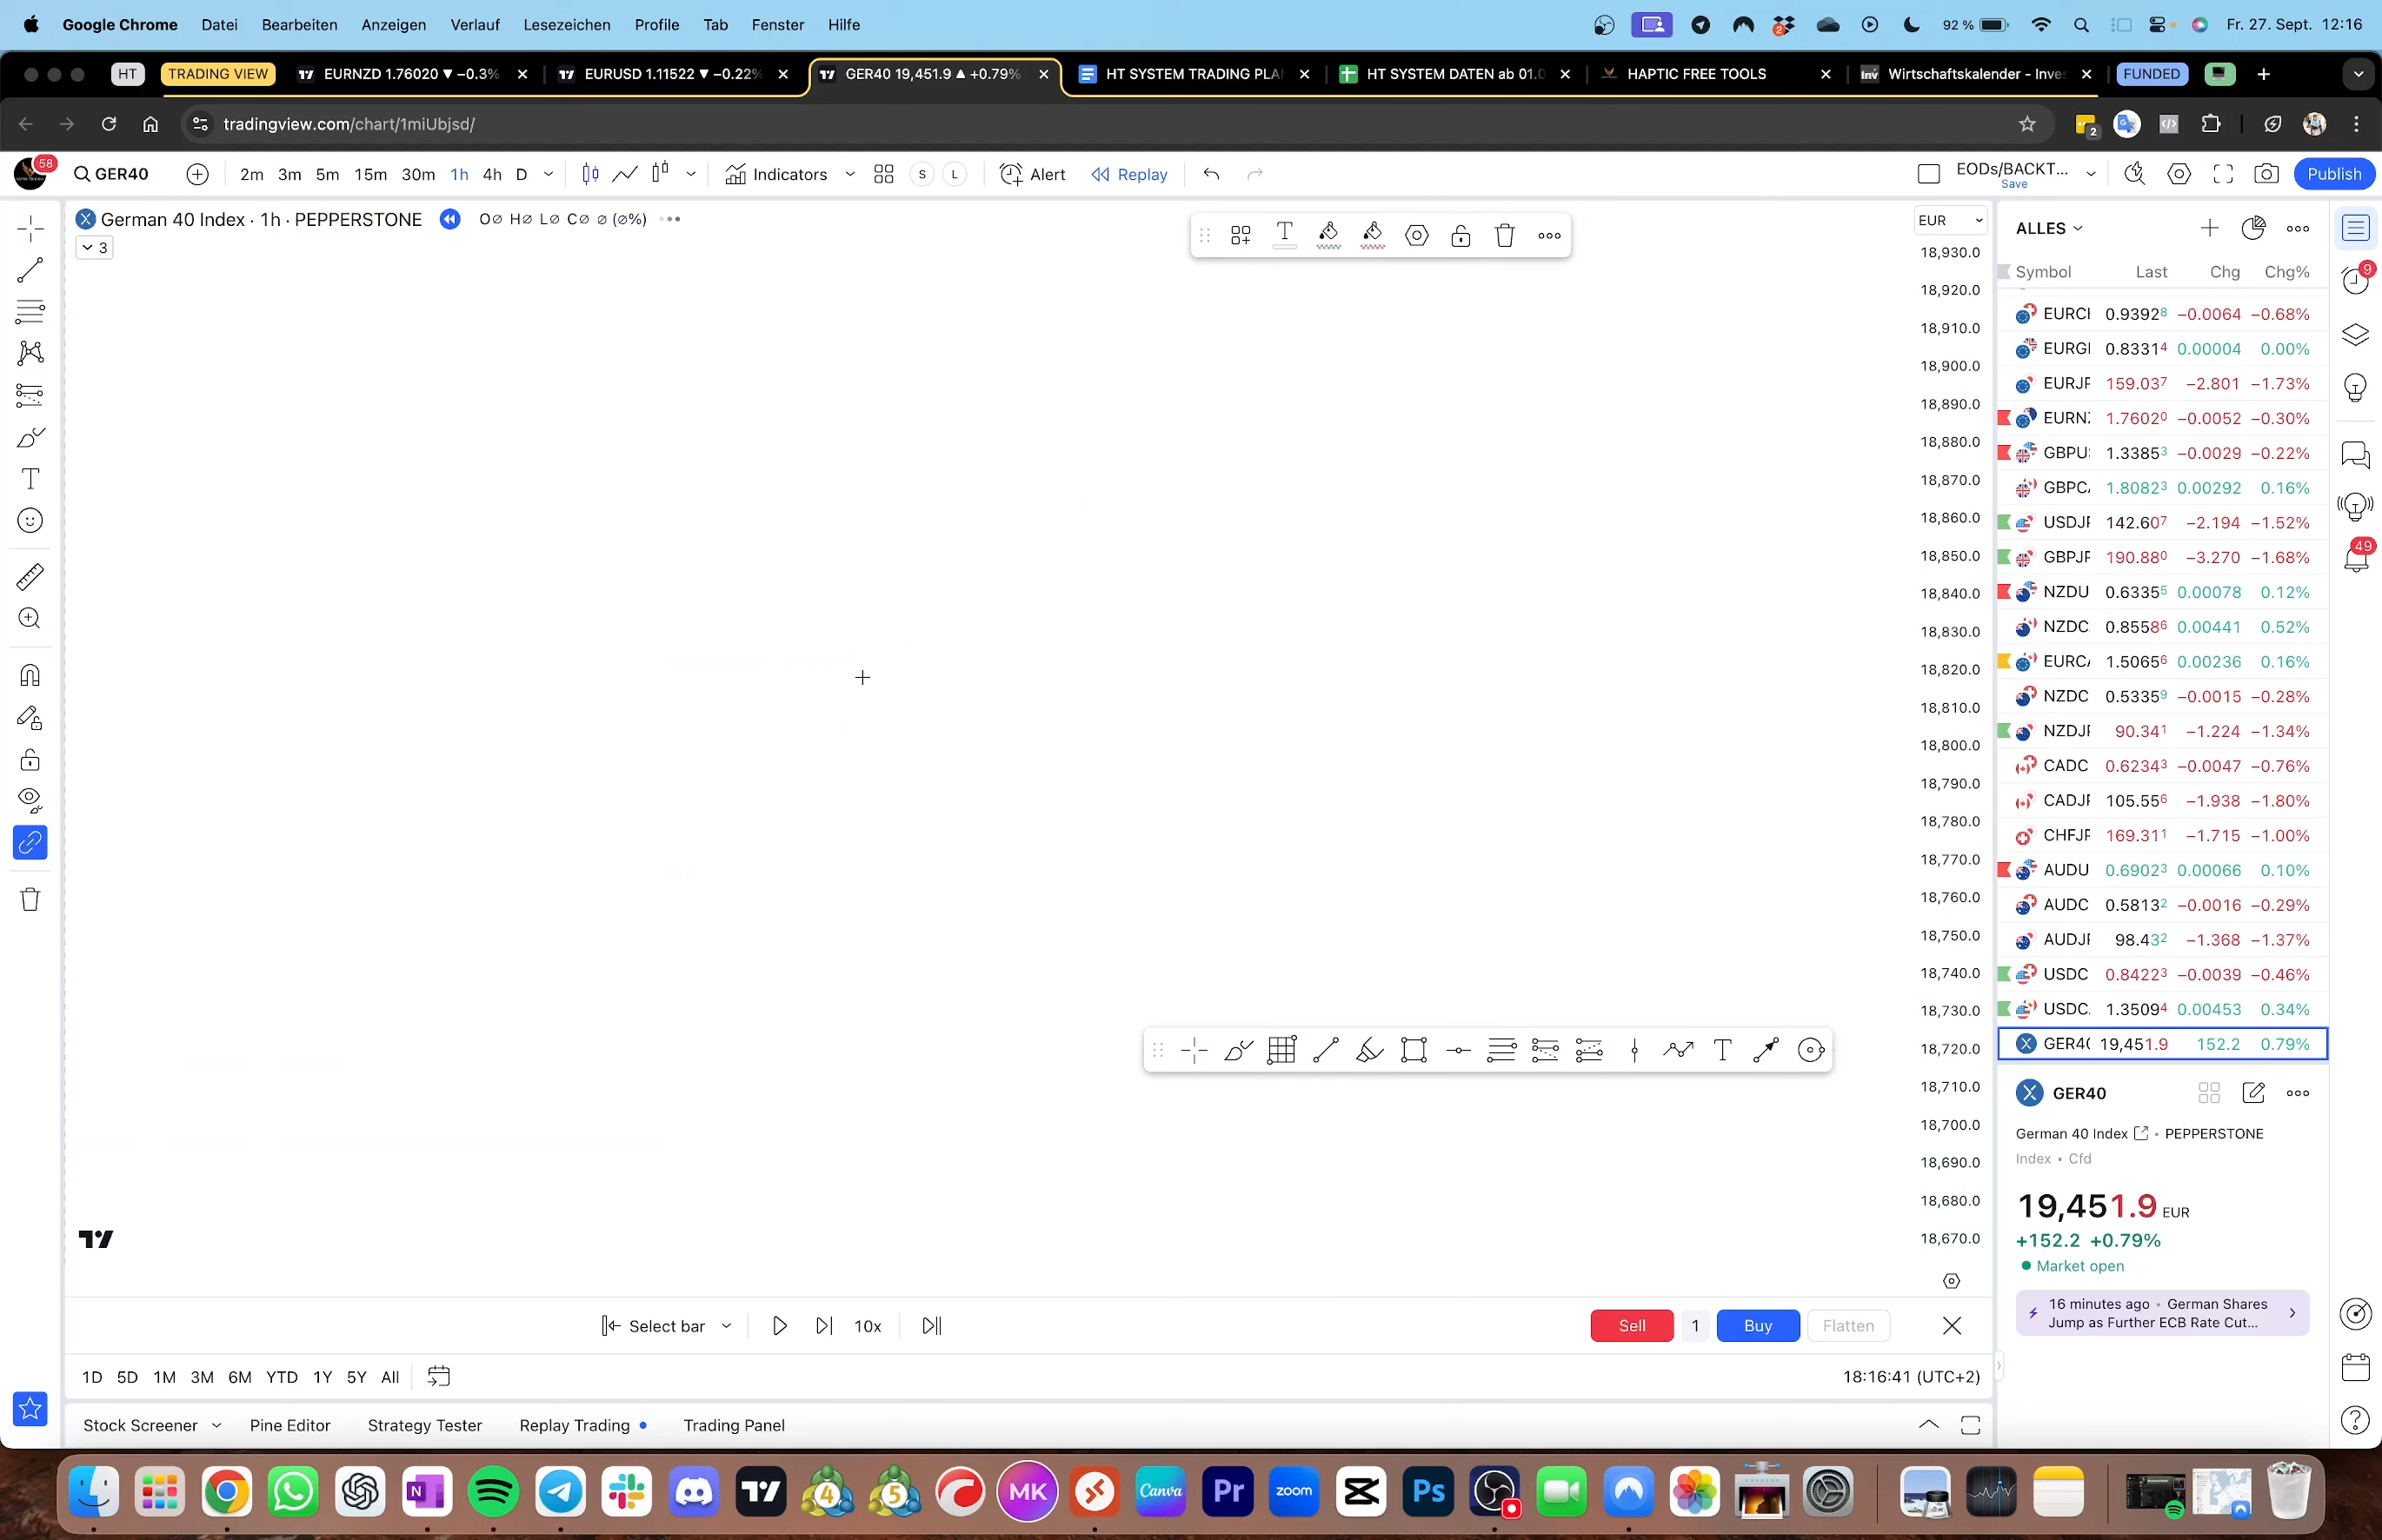 Google Chrome Datei Bearbeiten Anzeigen Verlauf Lesezeichen Profile Tab Fenster Hilfe 2 92 % Fr. 27. Sept. 12:16
HT TRADING VIEW EURNZD 1.76020 ▼ −0.3% EURUSD 1.11522 ▼ −0.22% GER40 19,451.9 ▲ +0.79% HT SYSTEM TRADING PLA HT SYSTEM DATEN ab 01.0 HAPTIC FREE TOOLS Inv Wirtschaftskalender - Inve FUNDED
tradingview.com/chart/1miUbjsd/ 2
58 GER40 2m 3m 5m 15m 30m 1h 4h D Indicators S L Alert Replay EODs/BACKT... Save Publish
German 40 Index · 1h · PEPPERSTONE O∅ H∅ L∅ C∅ ∅ (∅%)
3
EUR
18,930.0
18,920.0
18,910.0
18,900.0
18,890.0
18,880.0
18,870.0
18,860.0
18,850.0
18,840.0
18,830.0
18,820.0
18,810.0
18,800.0
18,790.0
18,780.0
18,770.0
18,760.0
18,750.0
18,740.0
18,730.0
18,720.0
18,710.0
18,700.0
18,690.0
18,680.0
18,670.0
ALLES
Symbol Last Chg Chg%
EURCI 0.93928 −0.0064 −0.68%
EURGI 0.83314 0.00004 0.00%
EURJF 159.037 −2.801 −1.73%
EURN: 1.76020 −0.0052 −0.30%
GBPU: 1.33853 −0.0029 −0.22%
GBPC, 1.80823 0.00292 0.16%
USDJF 142.607 −2.194 −1.52%
GBPJF 190.880 −3.270 −1.68%
NZDU 0.63355 0.00078 0.12%
NZDC. 0.85586 0.00441 0.52%
EURC/ 1.50656 0.00236 0.16%
NZDC 0.53359 −0.0015 −0.28%
NZDJF 90.341 −1.224 −1.34%
CADC 0.62343 −0.0047 −0.76%
CADJF 105.556 −1.938 −1.80%
CHFJF 169.311 −1.715 −1.00%
AUDU 0.69023 0.00066 0.10%
AUDC 0.58132 −0.0016 −0.29%
AUDJF 98.432 −1.368 −1.37%
USDC 0.84223 −0.0039 −0.46%
USDC. 1.35094 0.00453 0.34%
GER4( 19,451.9 152.2 0.79%
GER40
German 40 Index • PEPPERSTONE
Index • Cfd
19,451.9 EUR
+152.2 +0.79%
Market open
16 minutes ago • German Shares
Jump as Further ECB Rate Cut...
9
49
Select bar 10x Sell 1 Buy Flatten
1D 5D 1M 3M 6M YTD 1Y 5Y All 18:16:41 (UTC+2)
Stock Screener Pine Editor Strategy Tester Replay Trading Trading Panel
N 4 5 MK Canva Pr zoom Ps